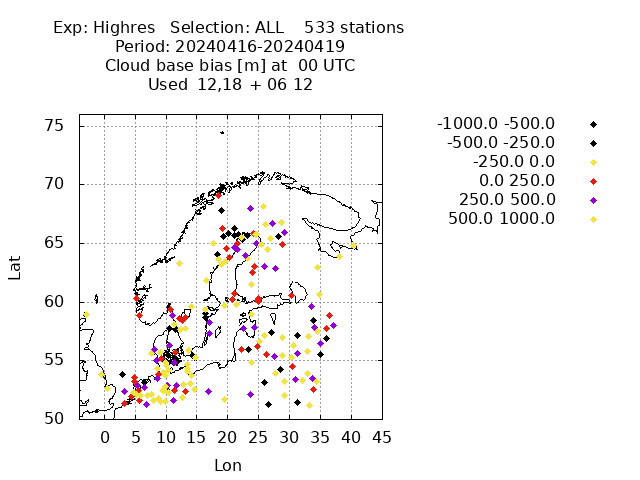 Exp: Highres   Selection: ALL    533 stations
Period: 20240416-20240419
Cloud base bias [m] at  00 UTC
Used 12,18 + 06 12
-1000.0 -500.0
-500.0 -250.0
-250.0 0.0
0.0 250.0
250.0 500.0
500.0 1000.0
75
70
65
60
55
50
Lat
0 5 10 15 20 25 30 35 40 45
Lon